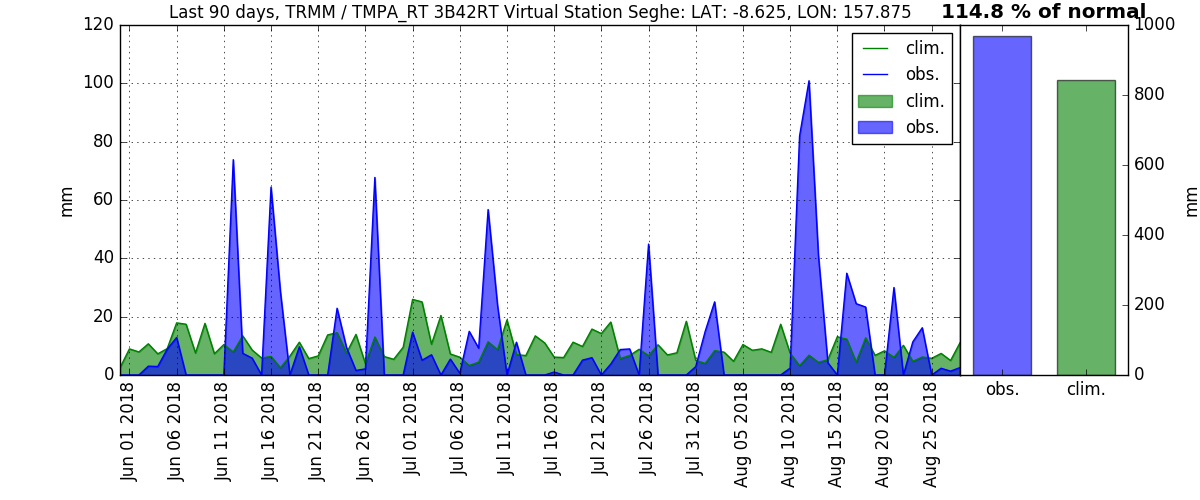 Last 90 days, TRMM / TMPA_RT 3B42RT Virtual Station Seghe: LAT: -8.625, LON: 157.875
114.8 % of normal
120
100
80
60
40
20
0
mm
clim.
obs.
clim.
obs.
Jun 01 2018
Jun 06 2018
Jun 11 2018
Jun 16 2018
Jun 21 2018
Jun 26 2018
Jul 01 2018
Jul 06 2018
Jul 11 2018
Jul 16 2018
Jul 21 2018
Jul 26 2018
Jul 31 2018
Aug 05 2018
Aug 10 2018
Aug 15 2018
Aug 20 2018
Aug 25 2018
1000
800
600
400
200
0
mm
obs.
clim.